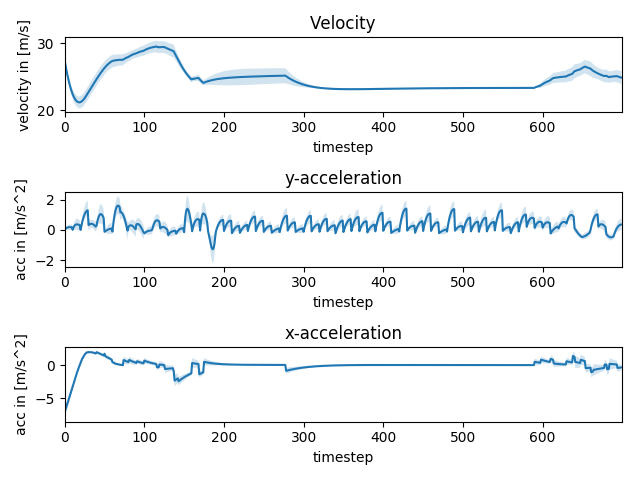 Velocity
velocity in [m/s]
30
20
0 100 200 300 400 500 600
timestep
y-acceleration
acc in [m/s^2]
2
0
−2
0 100 200 300 400 500 600
timestep
x-acceleration
acc in [m/s^2]
0
−5
0 100 200 300 400 500 600
timestep